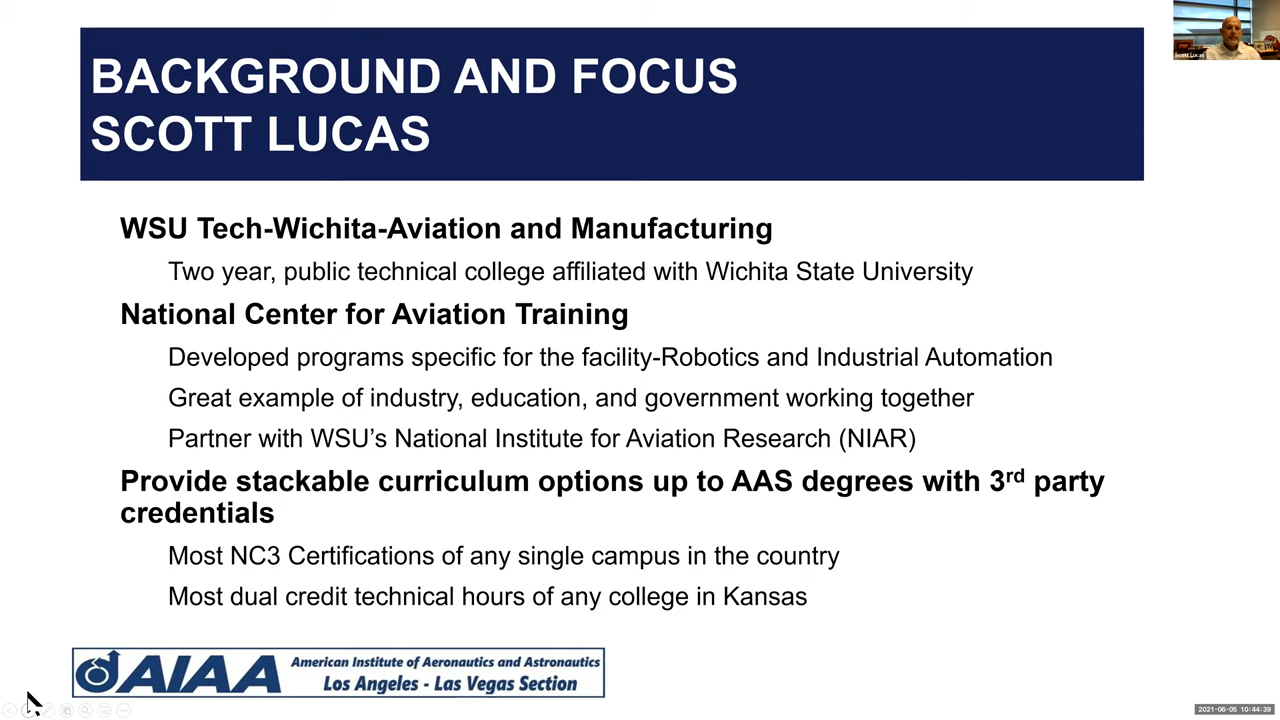 BACKGROUND AND FOCUS
SCOTT LUCAS
Scott Lucas
WSU Tech-Wichita-Aviation and Manufacturing
Two year, public technical college affiliated with Wichita State University
National Center for Aviation Training
Developed programs specific for the facility-Robotics and Industrial Automation
Great example of industry, education, and government working together
Partner with WSU’s National Institute for Aviation Research (NIAR)
Provide stackable curriculum options up to AAS degrees with 3rd party
credentials
Most NC3 Certifications of any single campus in the country
Most dual credit technical hours of any college in Kansas
AIAA
American Institute of Aeronautics and Astronautics
Los Angeles - Las Vegas Section
2021-06-05 10:44:39